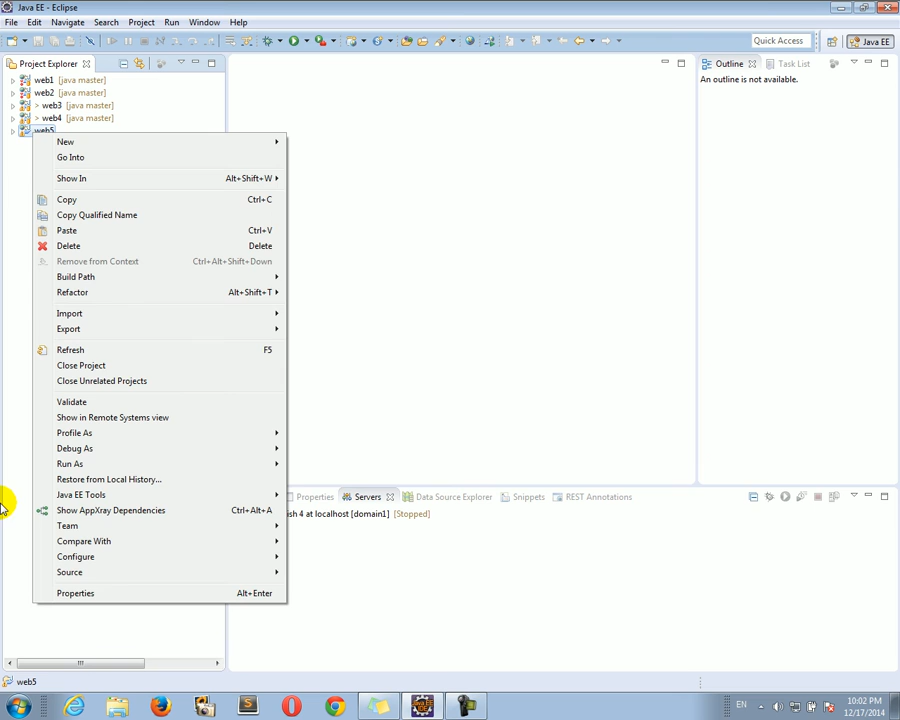 Java EE - Eclipse
File Edit Navigate Search Project Run Window Help
Quick Access
Java EE
Project Explorer
web1 [java master]
web2 [java master]
> web3 [java master]
> web4 [java master]
web5
New
Go Into
Show In Alt+Shift+W
Copy Ctrl+C
Copy Qualified Name
Paste Ctrl+V
Delete Delete
Remove from Context Ctrl+Alt+Shift+Down
Build Path
Refactor Alt+Shift+T
Import
Export
Refresh F5
Close Project
Close Unrelated Projects
Validate
Show in Remote Systems view
Profile As
Debug As
Run As
Restore from Local History...
Java EE Tools
Show AppXray Dependencies Ctrl+Alt+A
Team
Compare With
Configure
Source
Properties Alt+Enter
Outline Task List
An outline is not available.
Properties Servers Data Source Explorer Snippets REST Annotations
ish 4 at localhost [domain1] [Stopped]
web5
Java EE
EN
10:02 PM
12/17/2014